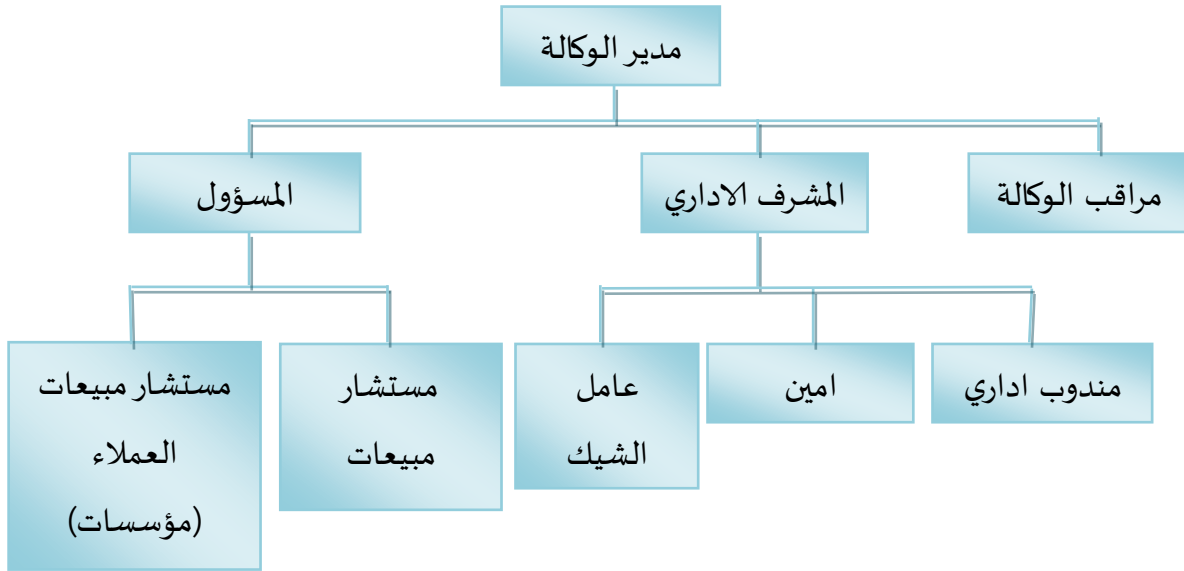 مدير الوكالة
مراقب الوكالة
المشرف الاداري
المسؤول
مندوب اداري
امين
عامل
الشيك
مستشار
مبيعات
مستشار مبيعات
العملاء
(مؤسسات)